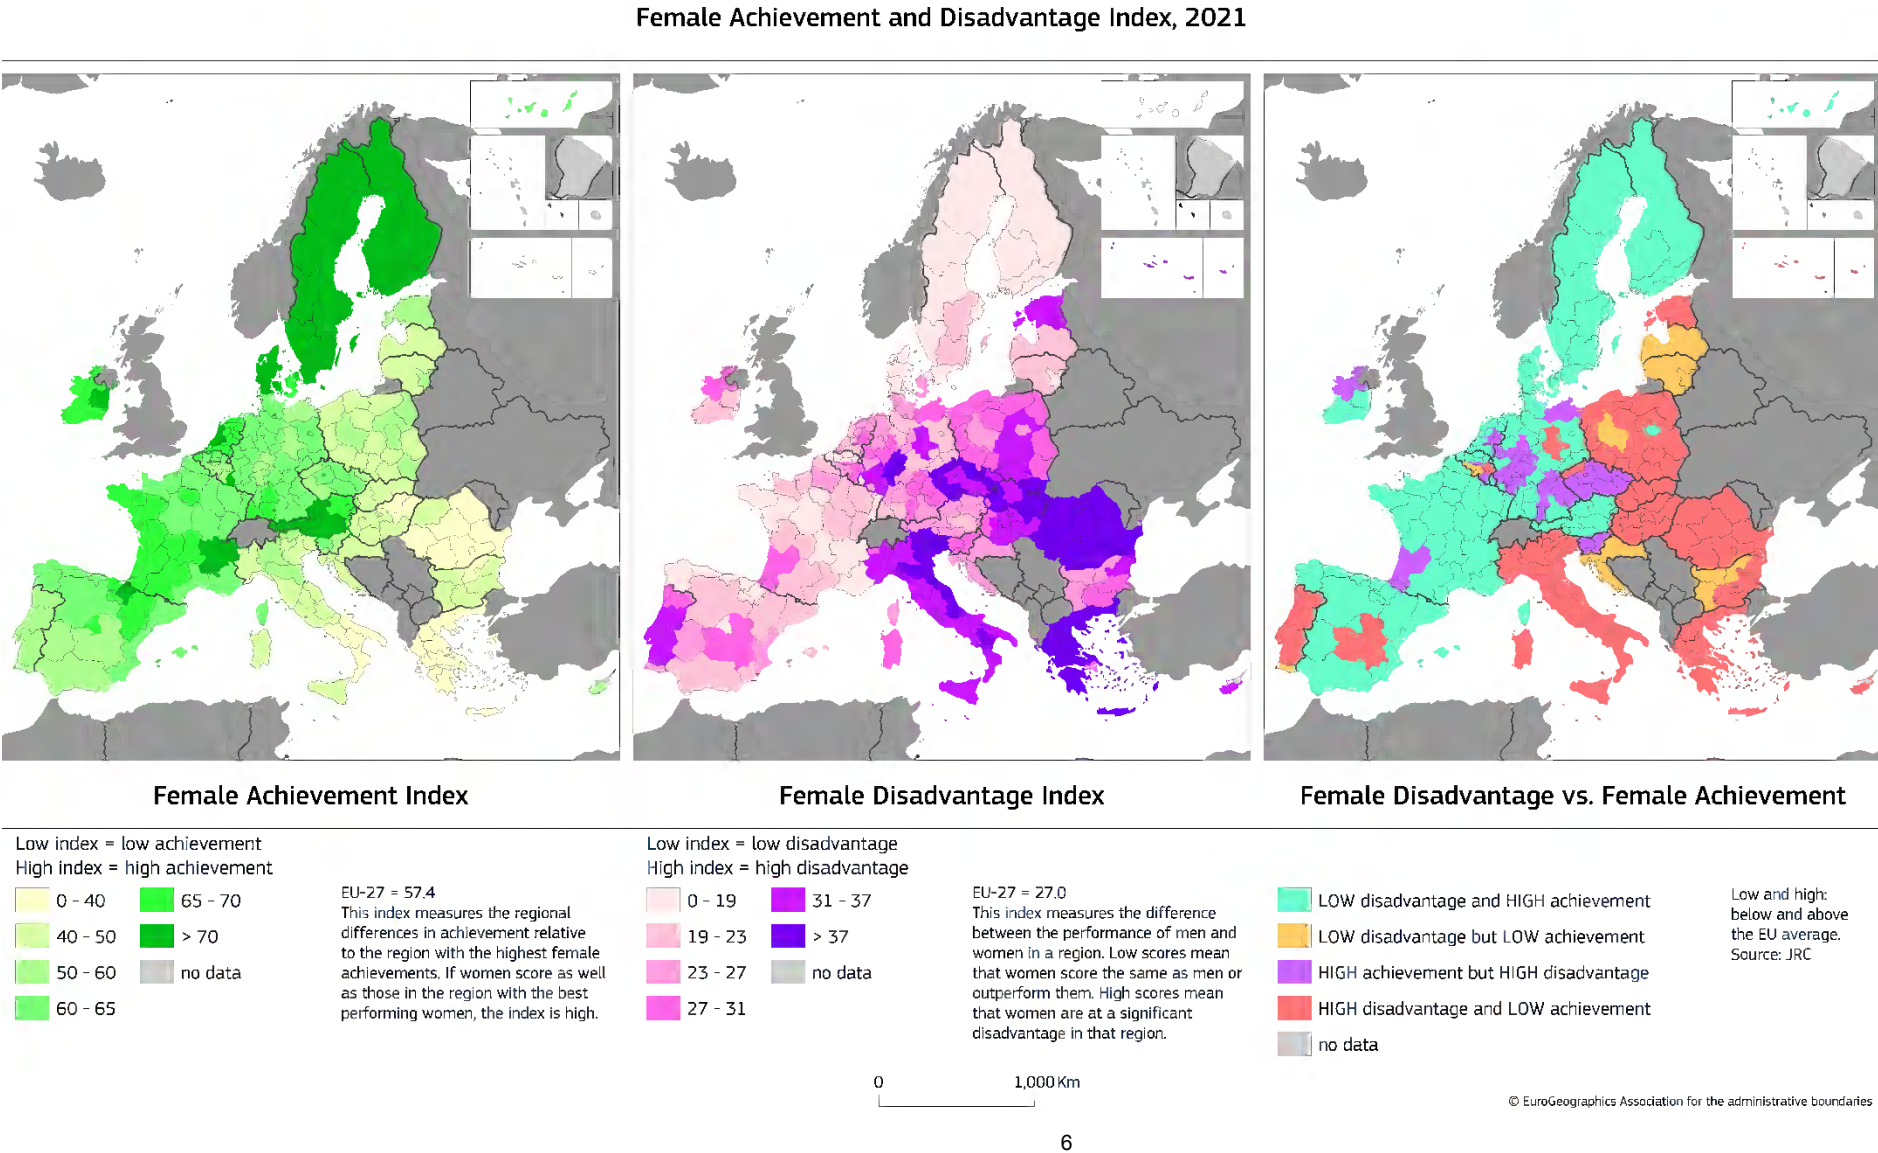 Female Achievement and Disadvantage Index, 2021
Female Achievement Index
Low index = low achievement
High index = high achievement
0 - 40
40 - 50
50 - 60
60 - 65
65 - 70
> 70
no data
EU-27 = 57.4
This index measures the regional
differences in achievement relative
to the region with the highest female
achievements. If women score as well
as those in the region with the best
performing women, the index is high.
Female Disadvantage Index
Low index = low disadvantage
High index = high disadvantage
0 - 19
19 - 23
23 - 27
27 - 31
31 - 37
> 37
no data
EU-27 = 27.0
This index measures the difference
between the performance of men and
women in a region. Low scores mean
that women score the same as men or
outperform them. High scores mean
that women are at a significant
disadvantage in that region.
Female Disadvantage vs. Female Achievement
LOW disadvantage and HIGH achievement
LOW disadvantage but LOW achievement
HIGH achievement but HIGH disadvantage
HIGH disadvantage and LOW achievement
no data
Low and high:
below and above
the EU average.
Source: JRC
0 1,000 Km
© EuroGeographics Association for the administrative boundaries
6